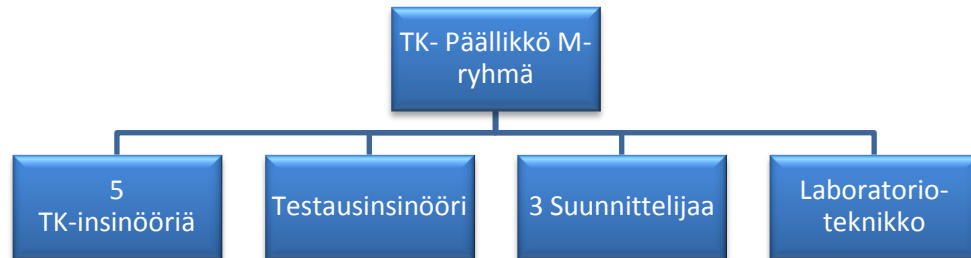 TK- Päällikkö M-
ryhmä
5
TK-insinööriä
Testausinsinööri
3 Suunnittelijaa
Laboratorio-
teknikko